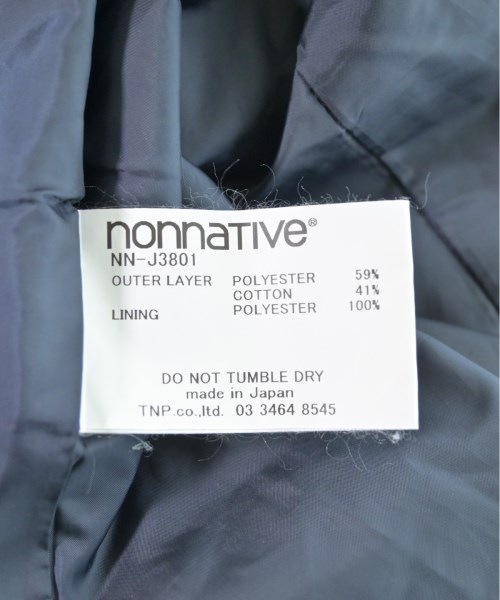 nonnative®
NN-J3801
OUTER LAYER POLYESTER 59%
COTTON 41%
LINING POLYESTER 100%
DO NOT TUMBLE DRY
made in Japan
TNP.co.,ltd. 03 3464 8545